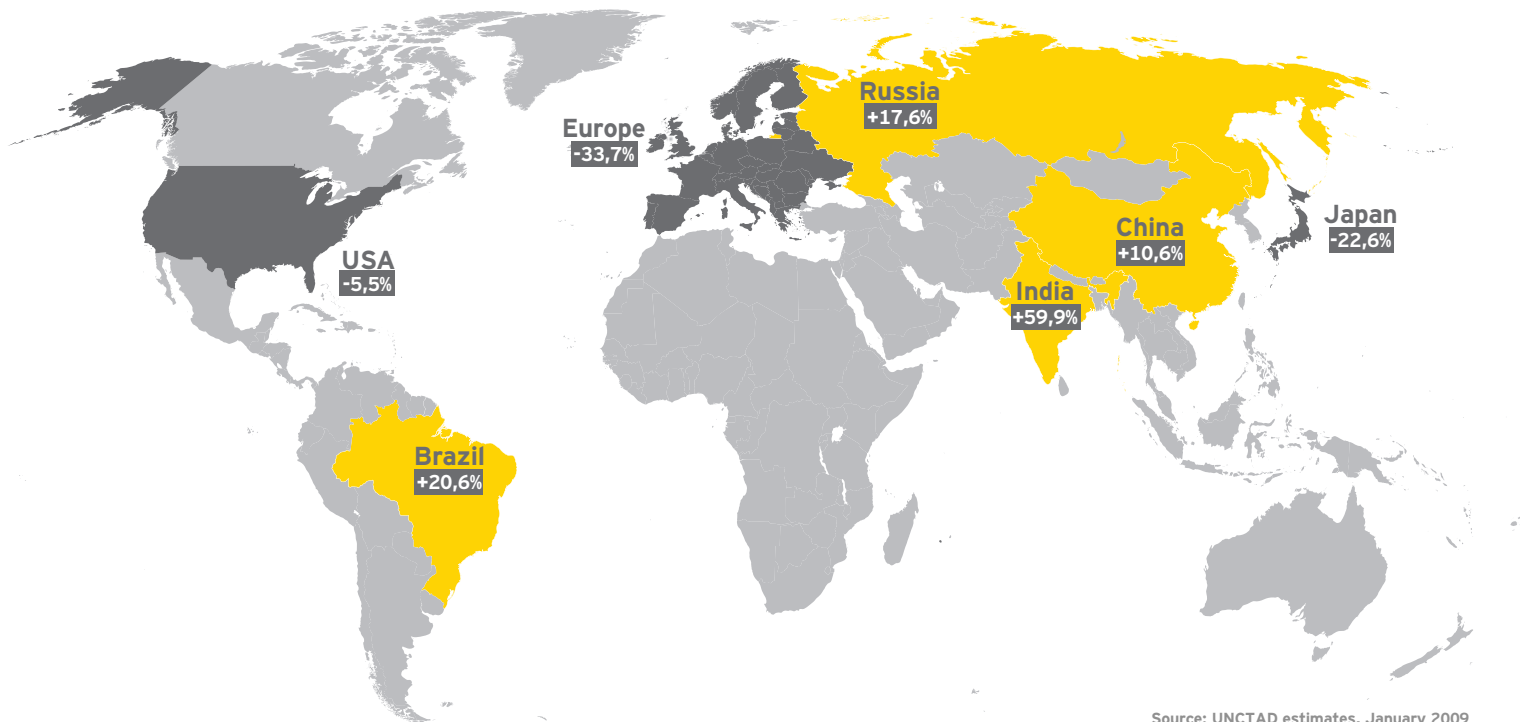 Russia
+17,6%
Europe
-33,7%
Japan
-22,6%
China
+10,6%
USA
-5,5%
India
+59,9%
Brazil
+20,6%
Source: UNCTAD estimates, January 2009